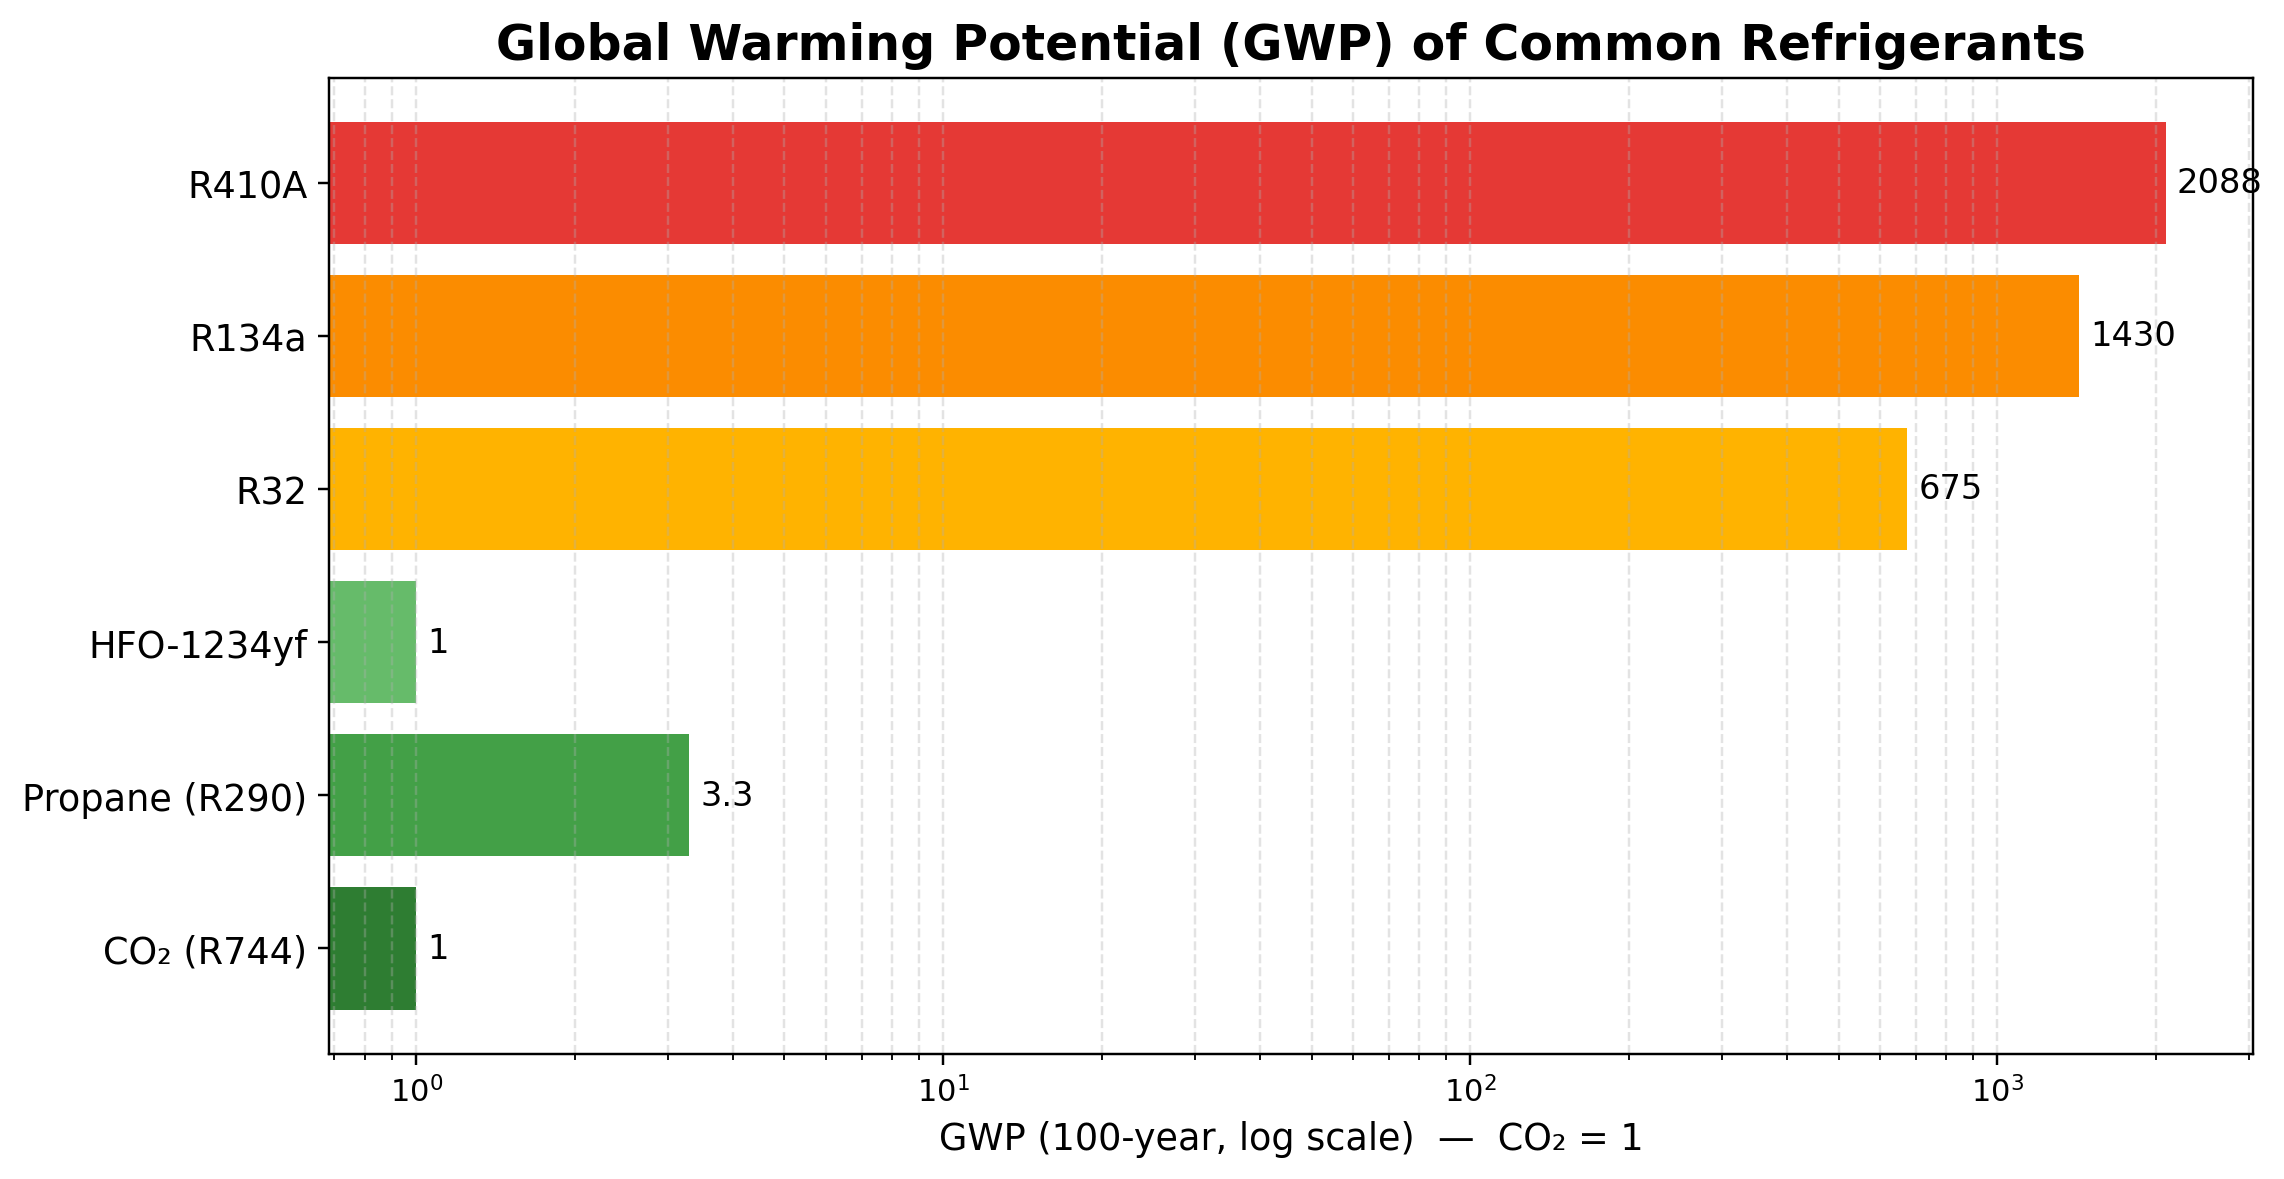 Global Warming Potential (GWP) of Common Refrigerants
R410A
2088
R134a
1430
R32
675
HFO-1234yf
1
Propane (R290)
3.3
CO₂ (R744)
1
10⁰ 10¹ 10² 10³
GWP (100-year, log scale) — CO₂ = 1